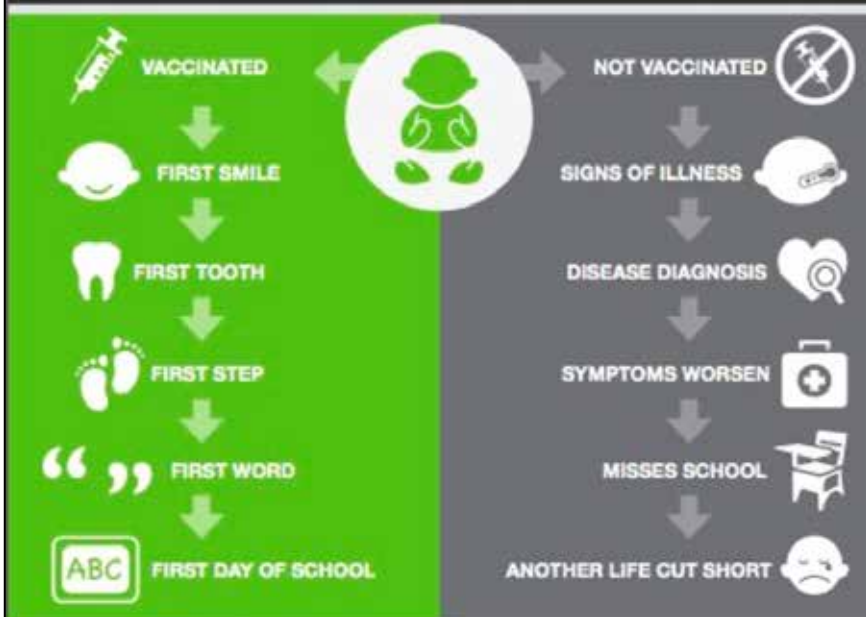 VACCINATED
FIRST SMILE
FIRST TOOTH
FIRST STEP
“ ” FIRST WORD
ABC FIRST DAY OF SCHOOL
NOT VACCINATED
SIGNS OF ILLNESS
DISEASE DIAGNOSIS
SYMPTOMS WORSEN
MISSES SCHOOL
ANOTHER LIFE CUT SHORT